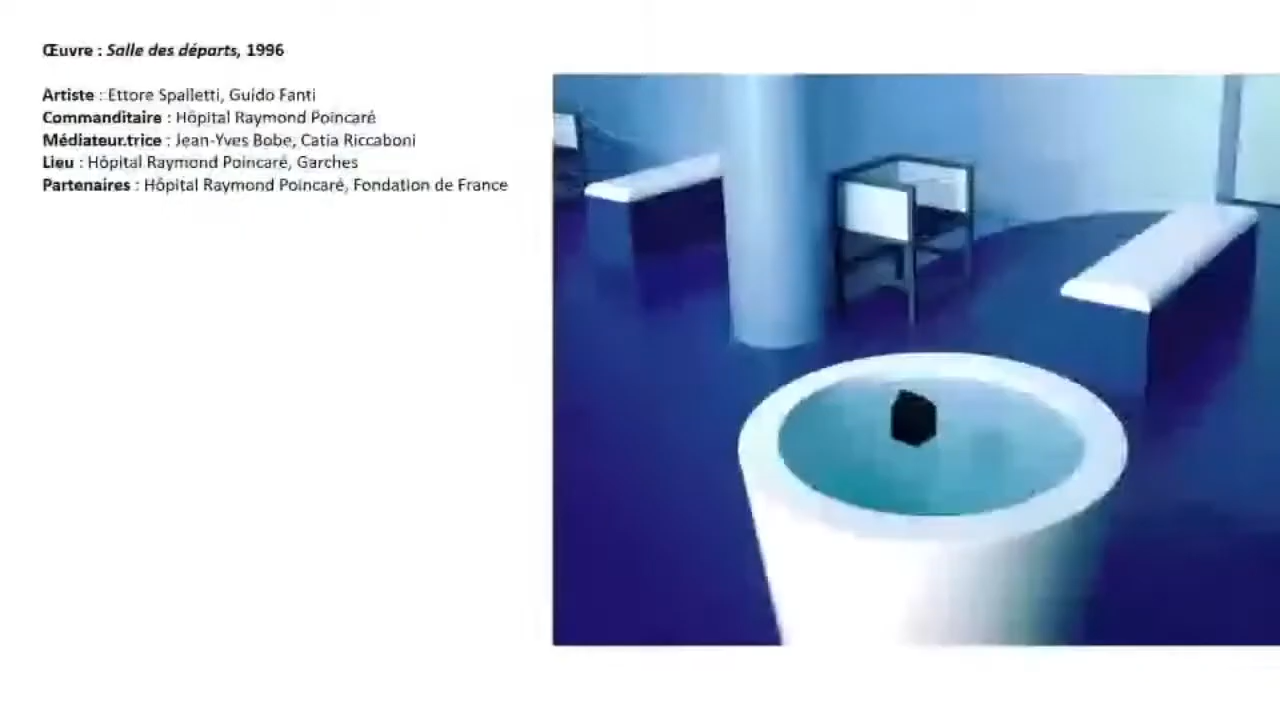 Œuvre : Salle des départs, 1996
Artiste : Ettore Spalletti, Guido Fanti
Commanditaire : Hôpital Raymond Poincaré
Médiateur.trice : Jean-Yves Bobe, Catia Riccaboni
Lieu : Hôpital Raymond Poincaré, Garches
Partenaires : Hôpital Raymond Poincaré, Fondation de France